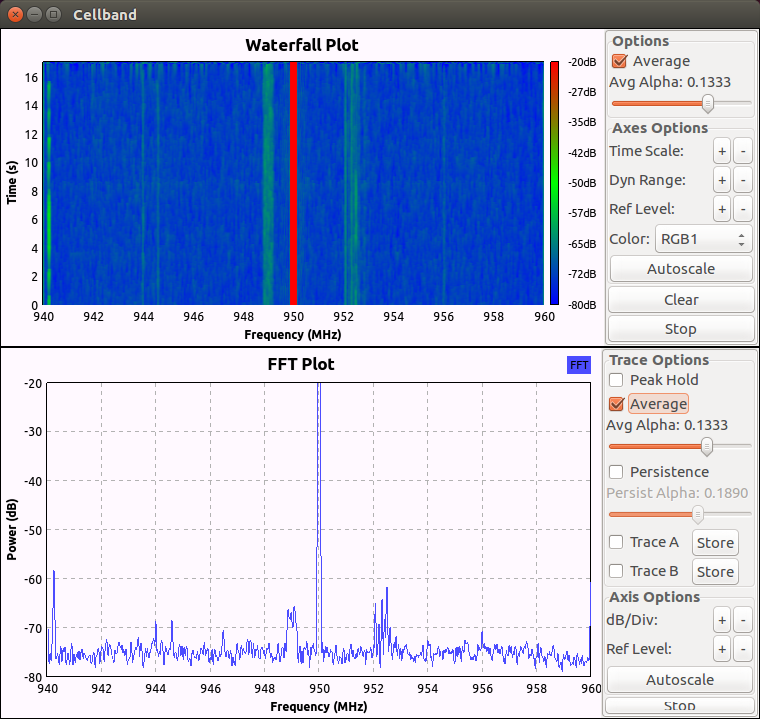 Cellband
Waterfall Plot
16
14
12
10
8
6
4
2
0
Time (s)
940 942 944 946 948 950 952 954 956 958 960
Frequency (MHz)
-20dB
-27dB
-35dB
-42dB
-50dB
-57dB
-65dB
-72dB
-80dB
Options
Average
Avg Alpha: 0.1333
Axes Options
Time Scale: + -
Dyn Range: + -
Ref Level: + -
Color: RGB1
Autoscale
Clear
Stop
FFT Plot
FFT
-20
-30
-40
-50
-60
-70
-80
Power (dB)
940 942 944 946 948 950 952 954 956 958 960
Frequency (MHz)
Trace Options
Peak Hold
Average
Avg Alpha: 0.1333
Persistence
Persist Alpha: 0.1890
Trace A Store
Trace B Store
Axis Options
dB/Div: + -
Ref Level: + -
Autoscale
Stop